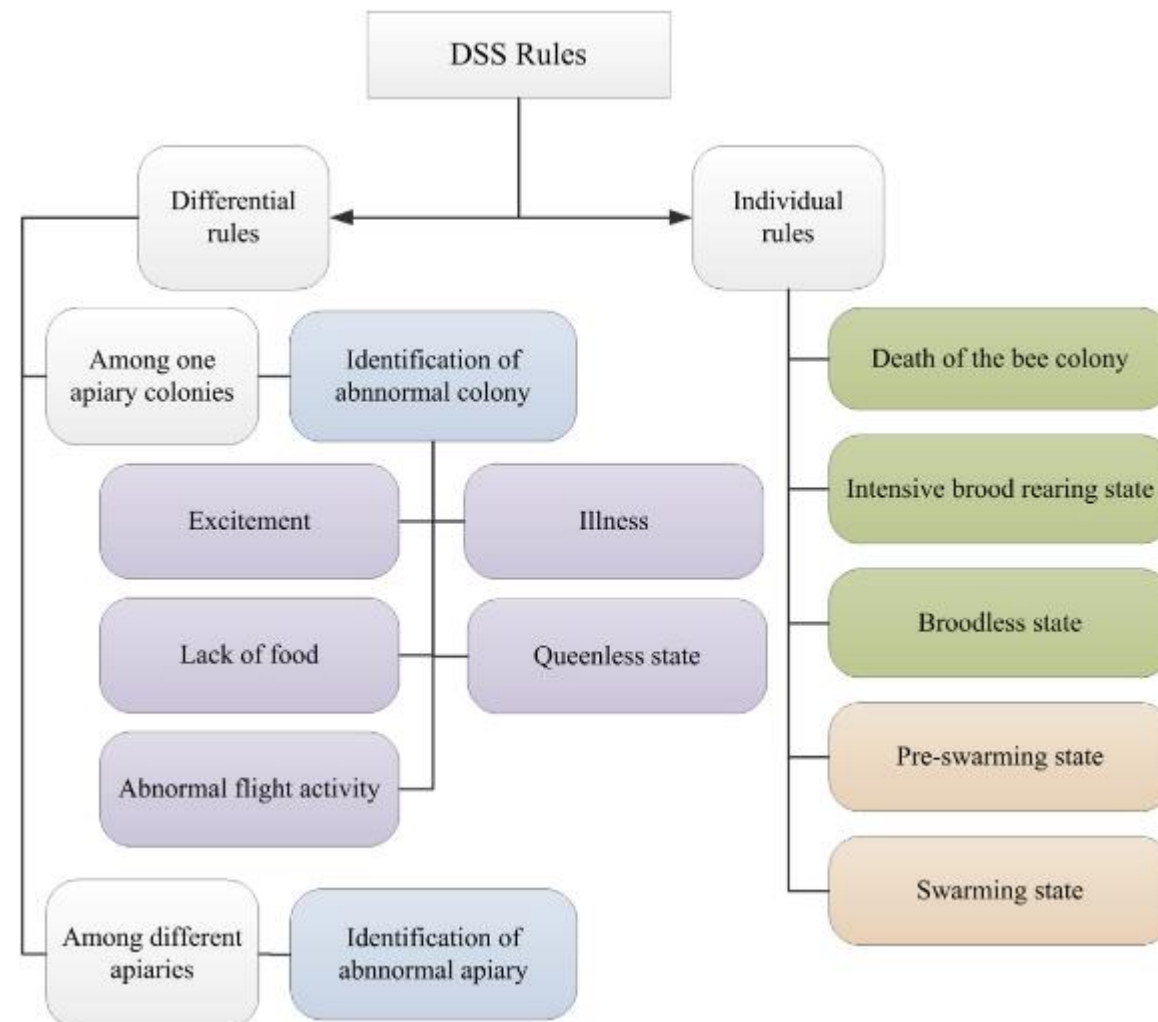 DSS Rules
Differential
rules
Individual
rules
Among one
apiary colonies
Identification of
abnnormal colony
Excitement
Illness
Lack of food
Queenless state
Abnormal flight activity
Among different
apiaries
Identification of
abnnormal apiary
Death of the bee colony
Intensive brood rearing state
Broodless state
Pre-swarming state
Swarming state